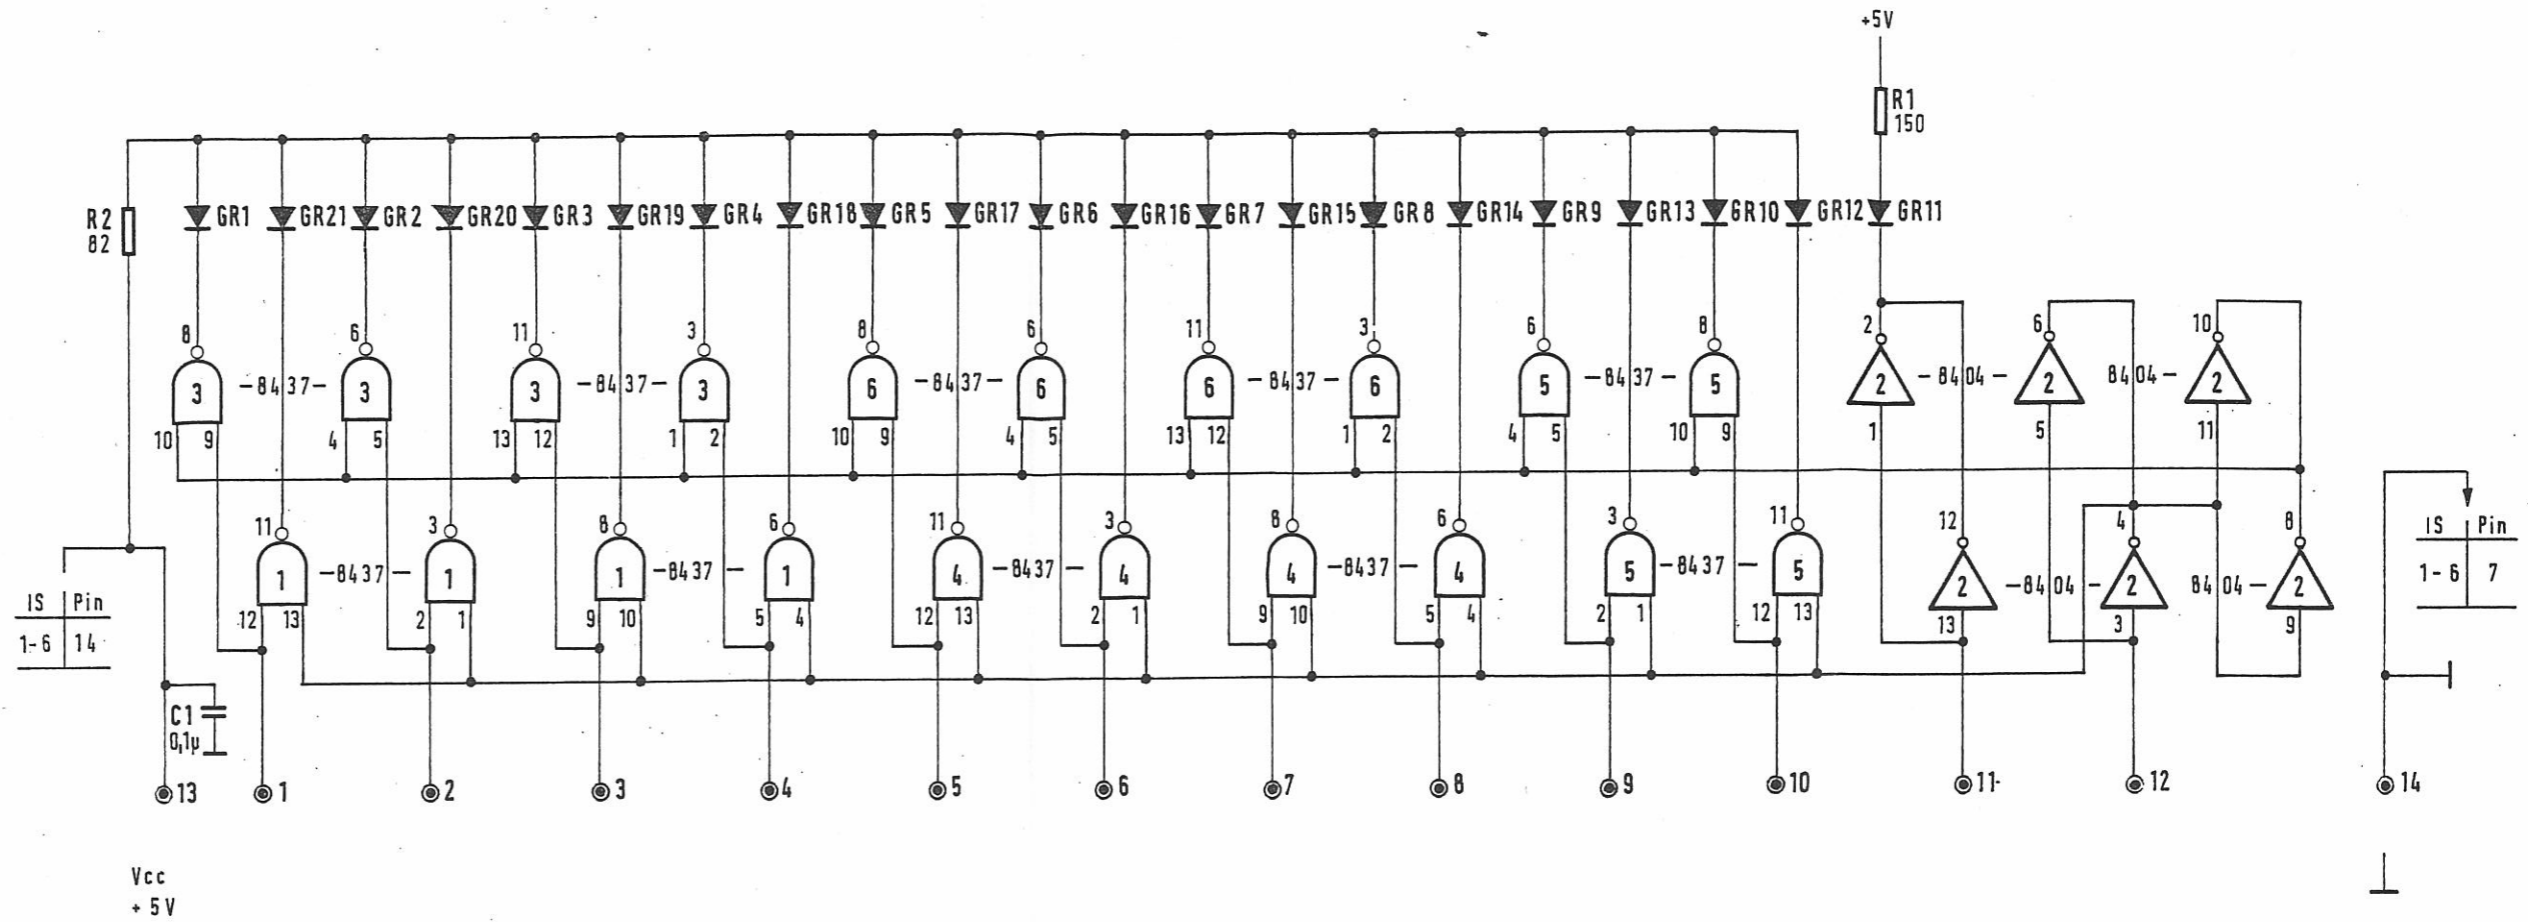 +5V
R1
150
R2
82
GR1 GR21 GR2 GR20 GR3 GR19 GR4 GR18 GR5 GR17 GR6 GR16 GR7 GR15 GR8 GR14 GR9 GR13 GR10 GR12 GR11
8 6 11 3 8 6 11 3 6 8 2 6 10
3 -8437- 3 3 -8437- 3 6 -8437- 6 6 -8437- 6 5 -8437- 5 2 -8404- 2 8404- 2
10 9 4 5 13 12 1 2 10 9 4 5 13 12 1 2 4 5 10 9 1 5 11
11 3 8 6 11 3 8 6 3 11 12 4 8
1 -8437- 1 1 -8437- 1 4 -8437- 4 4 -8437- 4 5 -8437- 5 2 -8404- 2 8404- 2
12 13 2 1 9 10 5 4 12 13 2 1 9 10 5 4 2 1 12 13 13 3 9
IS Pin
1-6 14
IS Pin
1-6 7
C1
0,1µ
13 1 2 3 4 5 6 7 8 9 10 11 12 14
Vcc
+5V